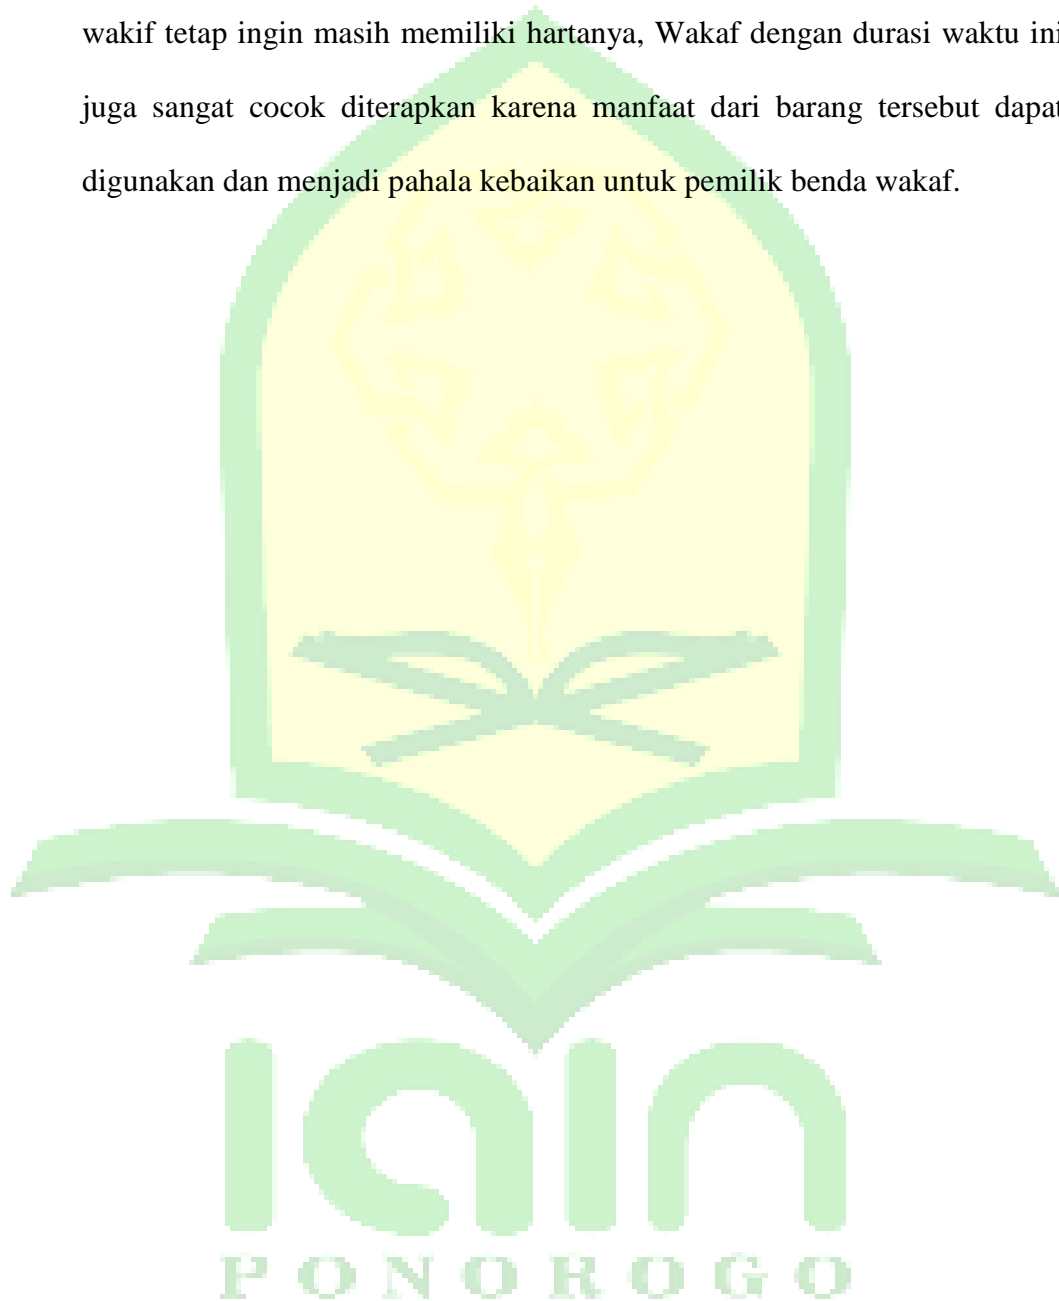 wakif tetap ingin masih memiliki hartanya, Wakaf dengan durasi waktu ini
juga sangat cocok diterapkan karena manfaat dari barang tersebut dapat
digunakan dan menjadi pahala kebaikan untuk pemilik benda wakaf.
iain
PONOROGO